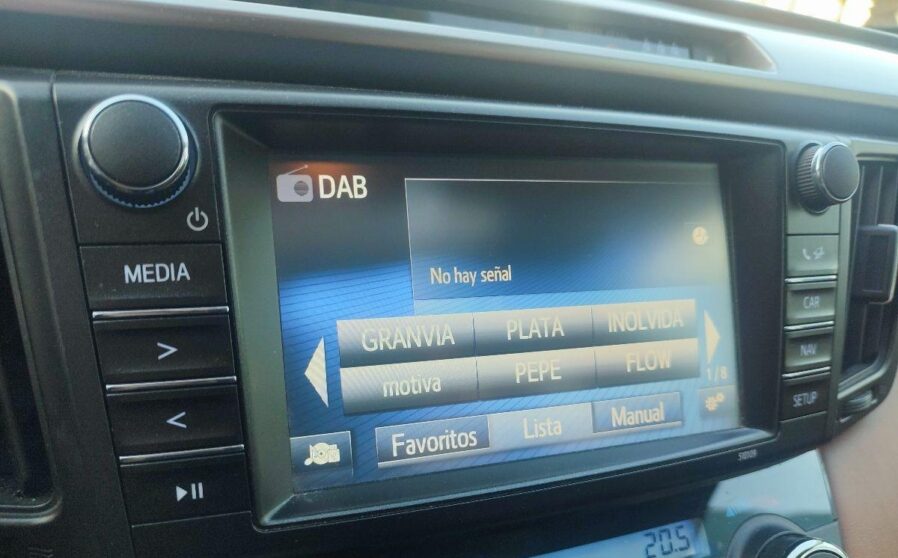 DAB
No hay señal
MEDIA
GRANVIA PLATA INOLVIDA
motiva PEPE FLOW
1 / 8
Favoritos Lista Manual
CAR
NAV
SETUP
510109
20.5